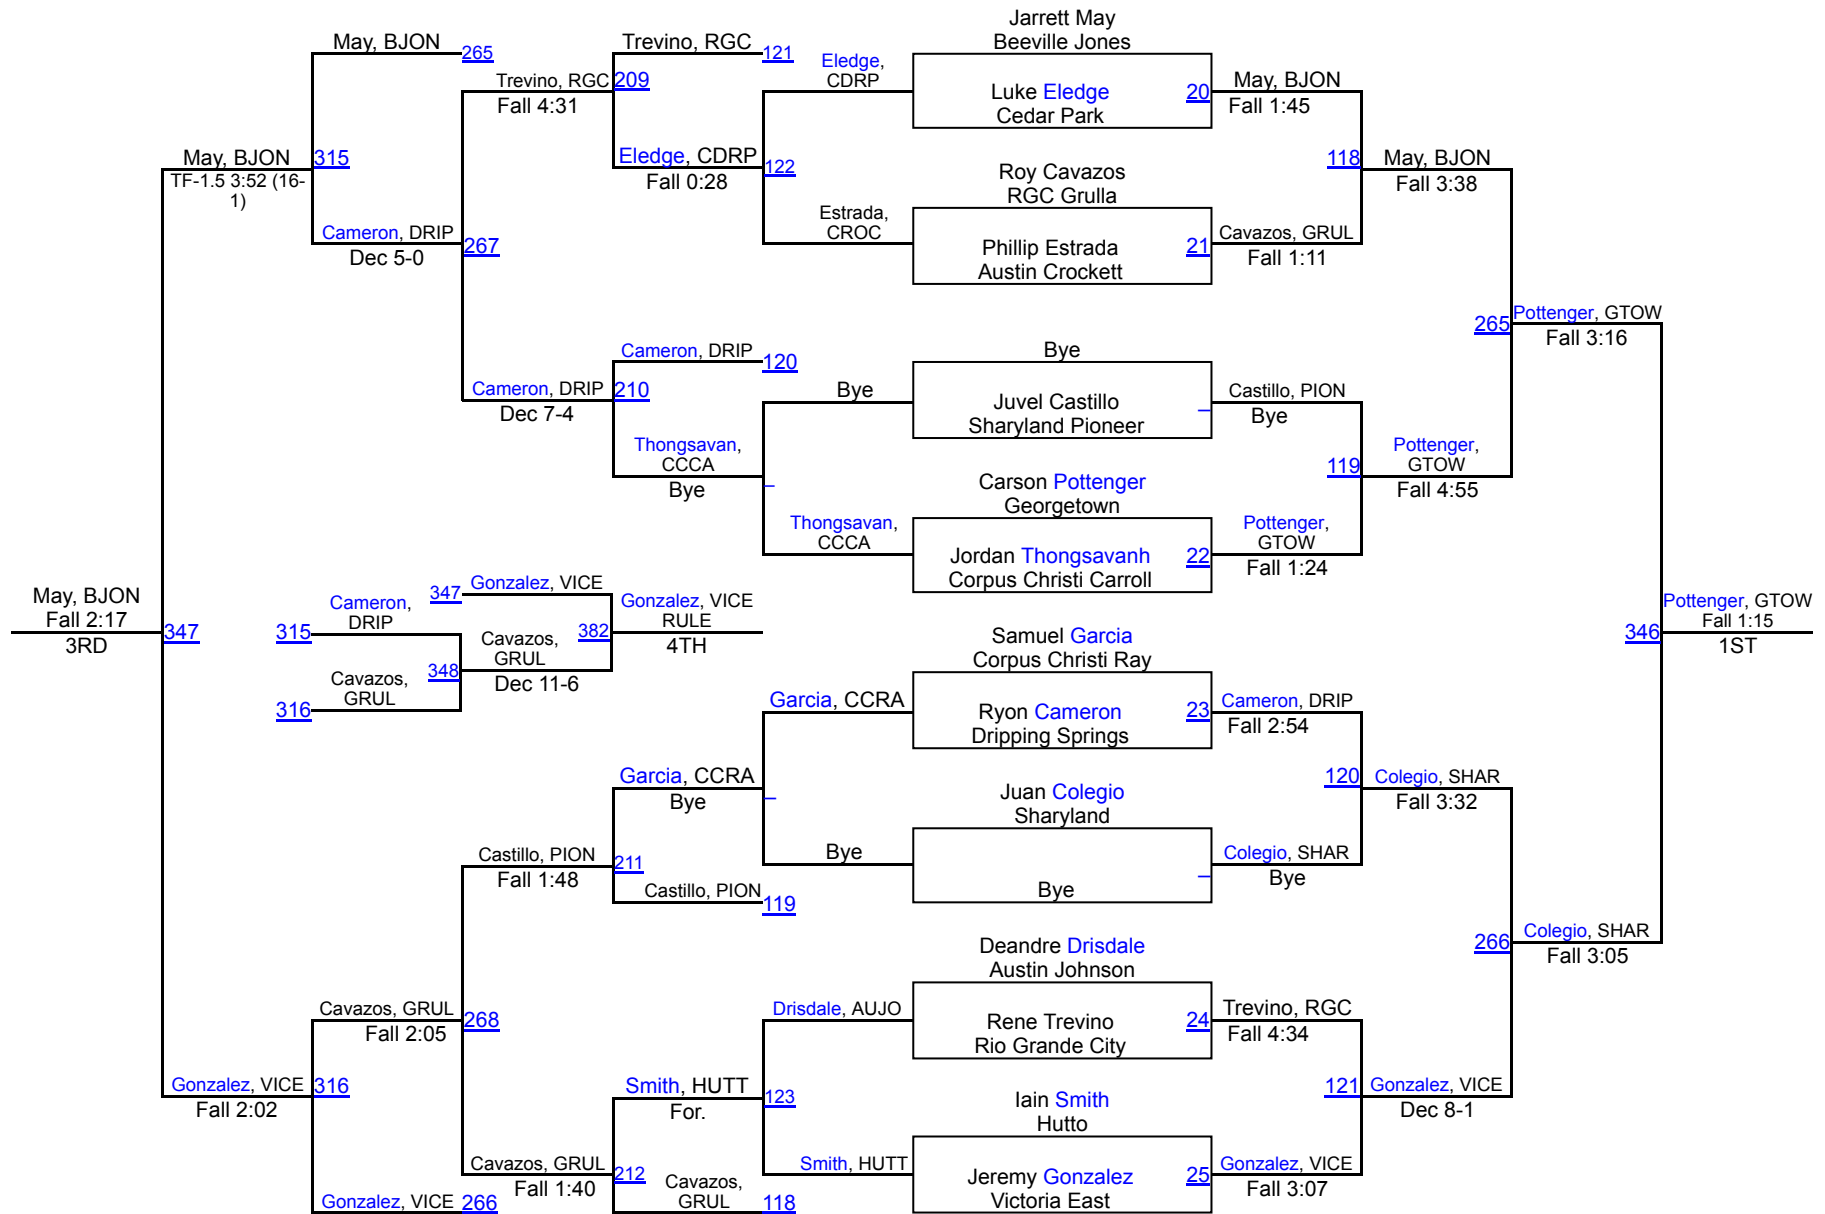 Jarrett May
Beeville Jones
May, BJON
265
Trevino, RGC
121
Eledge,
CDRP
Trevino, RGC
209
Fall 4:31
Luke Eledge
20
Cedar Park
May, BJON
Fall 1:45
May, BJON
315
TF-1.5 3:52 (16-
1)
Eledge, CDRP
122
Fall 0:28
Roy Cavazos
RGC Grulla
118
May, BJON
Fall 3:38
Cameron, DRIP
267
Dec 5-0
Estrada,
CROC
Phillip Estrada
21
Austin Crockett
Cavazos, GRUL
Fall 1:11
265
Pottenger, GTOW
Fall 3:16
Cameron, DRIP
120
Bye
Cameron, DRIP
210
Dec 7-4
Bye
Juvel Castillo
Sharyland Pioneer
Castillo, PION
Bye
Thongsavan,
CCCA
Bye
Carson Pottenger
Georgetown
119
Pottenger,
GTOW
Fall 4:55
Thongsavan,
CCCA
Jordan Thongsavanh
22
Corpus Christi Carroll
Pottenger,
GTOW
Fall 1:24
May, BJON
Fall 2:17
3RD
347
347
Gonzalez, VICE
315
Cameron,
DRIP
Cavazos,
GRUL
Dec 11-6
348
316
Cavazos,
GRUL
382
Gonzalez, VICE
RULE
4TH
Samuel Garcia
Corpus Christi Ray
346
Pottenger, GTOW
Fall 1:15
1ST
Garcia, CCRA
Ryon Cameron
23
Dripping Springs
Cameron, DRIP
Fall 2:54
Garcia, CCRA
Bye
Juan Colegio
Sharyland
120
Colegio, SHAR
Fall 3:32
Castillo, PION
211
Fall 1:48
Bye
Bye
Colegio, SHAR
Bye
Castillo, PION
119
Deandre Drisdale
Austin Johnson
266
Colegio, SHAR
Fall 3:05
Cavazos, GRUL
268
Fall 2:05
Drisdale, AUJO
Rene Trevino
24
Rio Grande City
Trevino, RGC
Fall 4:34
Gonzalez, VICE
316
Fall 2:02
Smith, HUTT
123
For.
Iain Smith
Hutto
121
Gonzalez, VICE
Dec 8-1
Cavazos, GRUL
212
Fall 1:40
Smith, HUTT
Jeremy Gonzalez
25
Victoria East
Gonzalez, VICE
Fall 3:07
Gonzalez, VICE
266
Cavazos,
GRUL
118